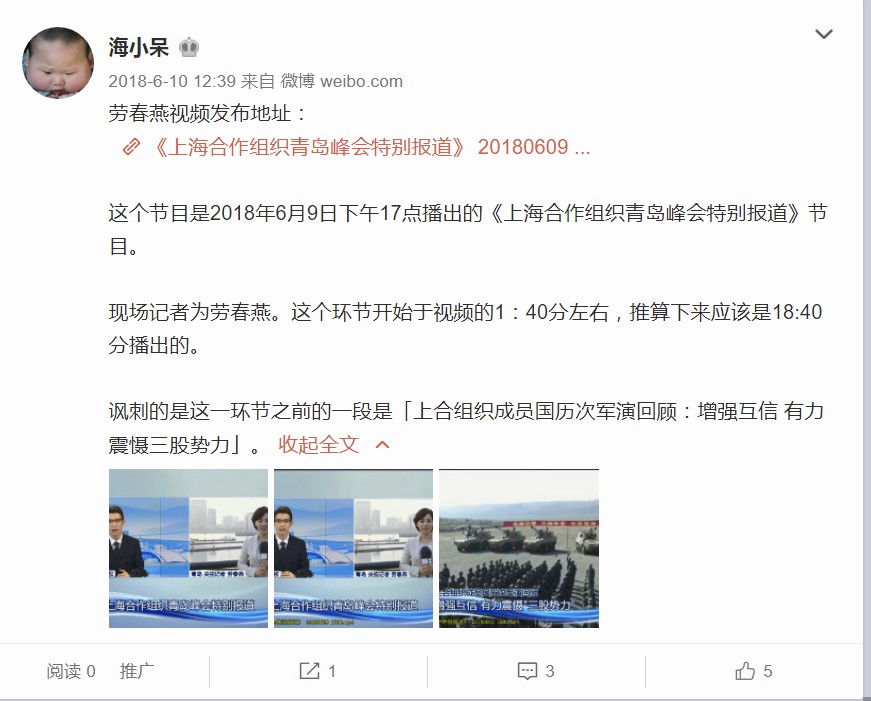 海小呆
2018-6-10 12:39 来自 微博 weibo.com
劳春燕视频发布地址：
《上海合作组织青岛峰会特别报道》 20180609 ...
这个节目是2018年6月9日下午17点播出的《上海合作组织青岛峰会特别报道》节
目。
现场记者为劳春燕。这个环节开始于视频的1：40分左右，推算下来应该是18:40
分播出的。
讽刺的是这一环节之前的一段是「上合组织成员国历次军演回顾：增强互信 有力
震慑三股势力」。 收起全文
青岛 央视记者 劳春燕
上海合作组织青岛峰会特别报道
青岛 央视记者 劳春燕
上海合作组织青岛峰会特别报道
增强互信 有力震慑 三股势力
阅读 0 推广 1 3 5